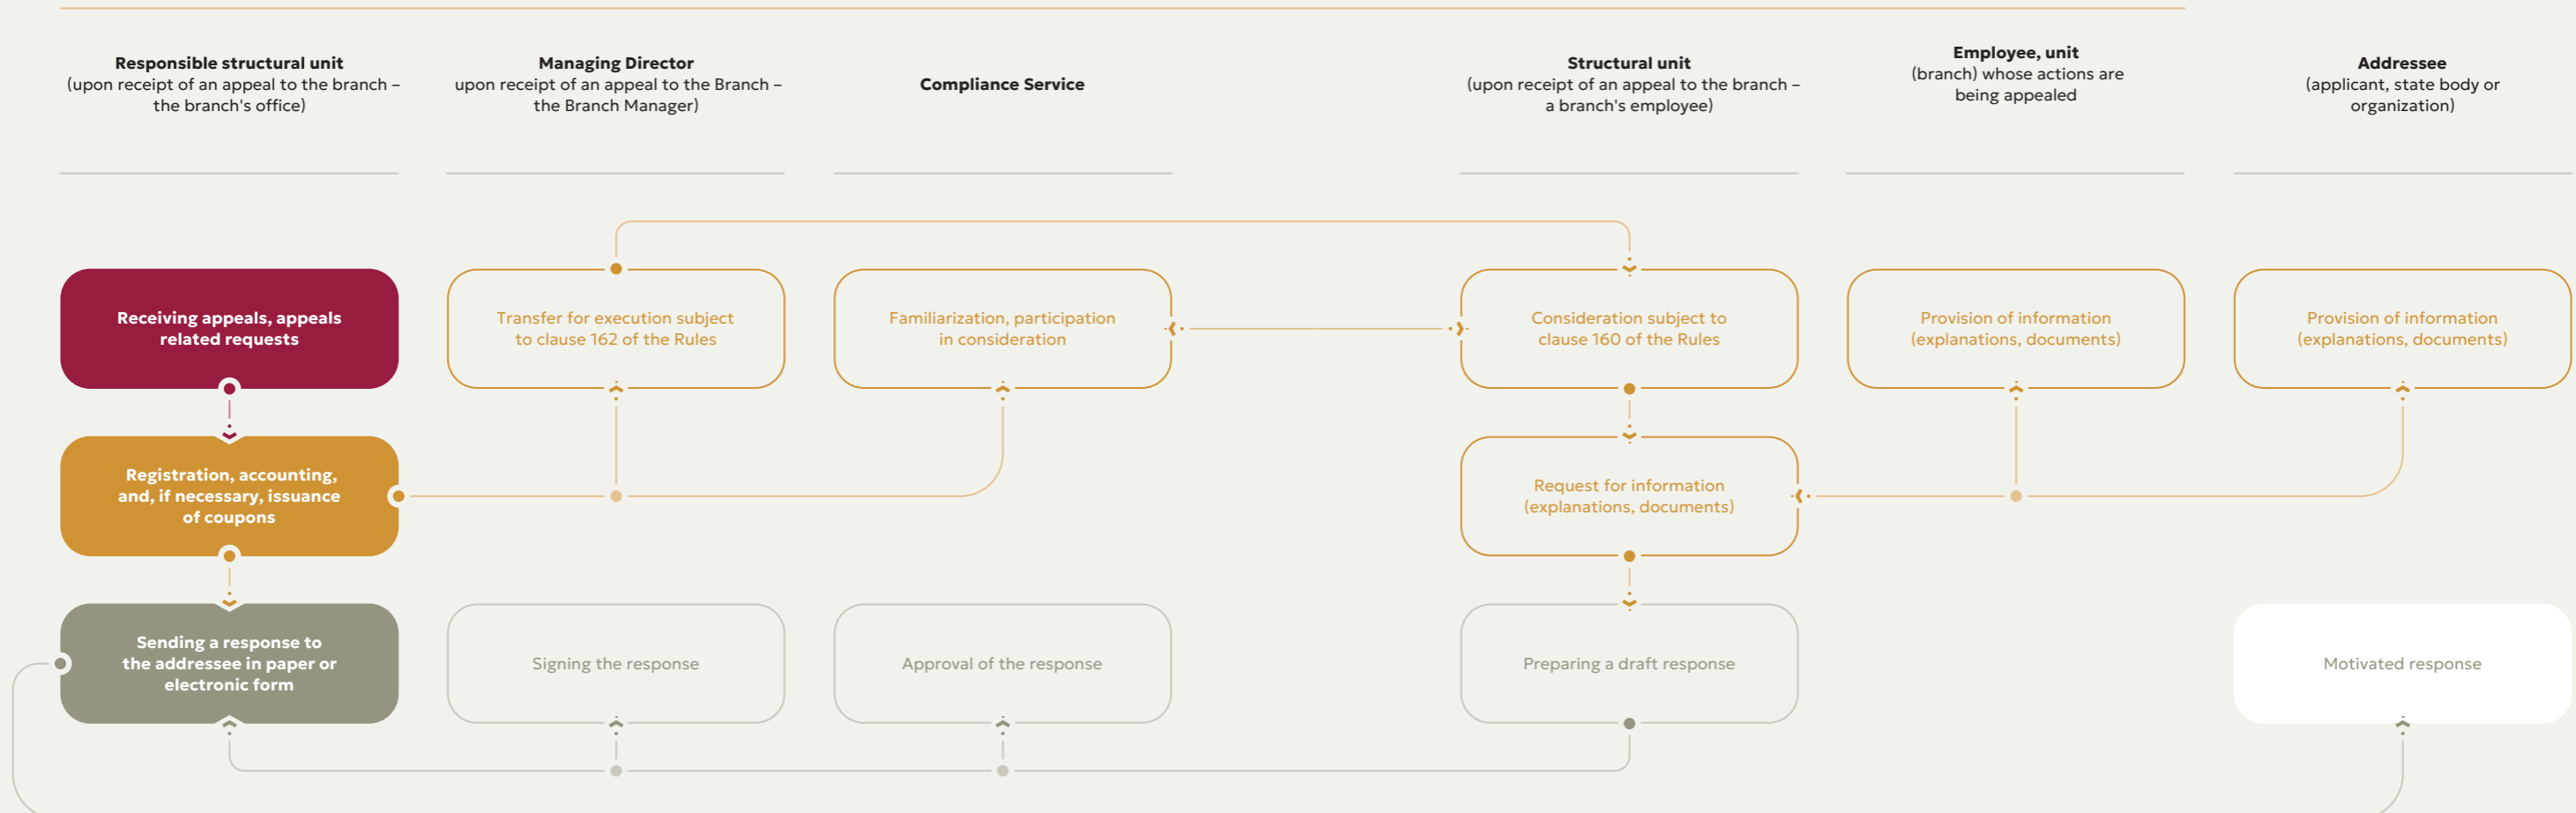 Responsible structural unit
(upon receipt of an appeal to the branch –
the branch's office)
Managing Director
upon receipt of an appeal to the Branch –
the Branch Manager)
Compliance Service
Structural unit
(upon receipt of an appeal to the branch –
a branch's employee)
Employee, unit
(branch) whose actions are
being appealed
Addressee
(applicant, state body or
organization)
Receiving appeals, appeals
related requests
Transfer for execution subject
to clause 162 of the Rules
Familiarization, participation
in consideration
Consideration subject to
clause 160 of the Rules
Provision of information
(explanations, documents)
Provision of information
(explanations, documents)
Registration, accounting,
and, if necessary, issuance
of coupons
Request for information
(explanations, documents)
Sending a response to
the addressee in paper or
electronic form
Signing the response
Approval of the response
Preparing a draft response
Motivated response